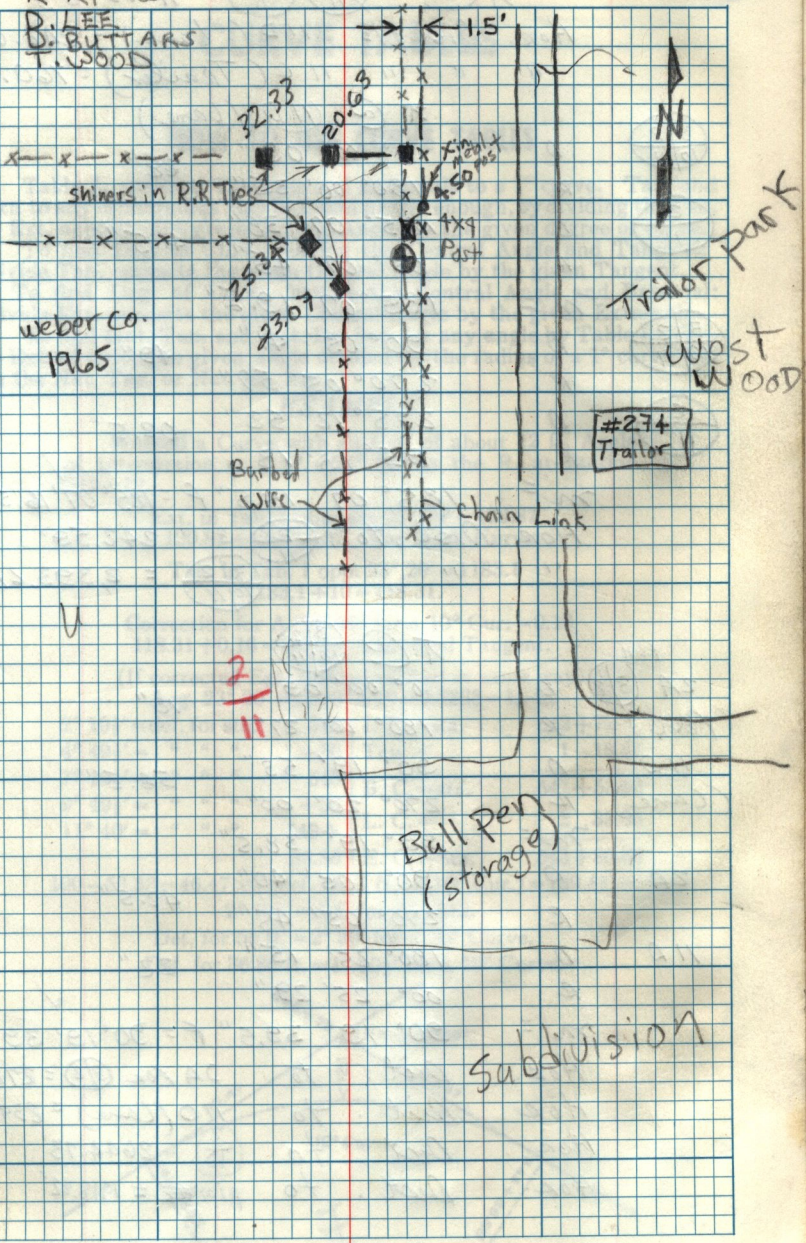 D. LEE
B. BUTTARS
T. WOOD
1.5'
N
32.33
20.63
X in
metal
post
4.50
shiners in R.R Ties
4x4
Post
25.34
23.07
Weber Co.
1965
Trailor park
West
WOOD
#274
Trailor
Barbed
Wire
Chain Link
2
11
Bull Pen
(storage)
Subdivision